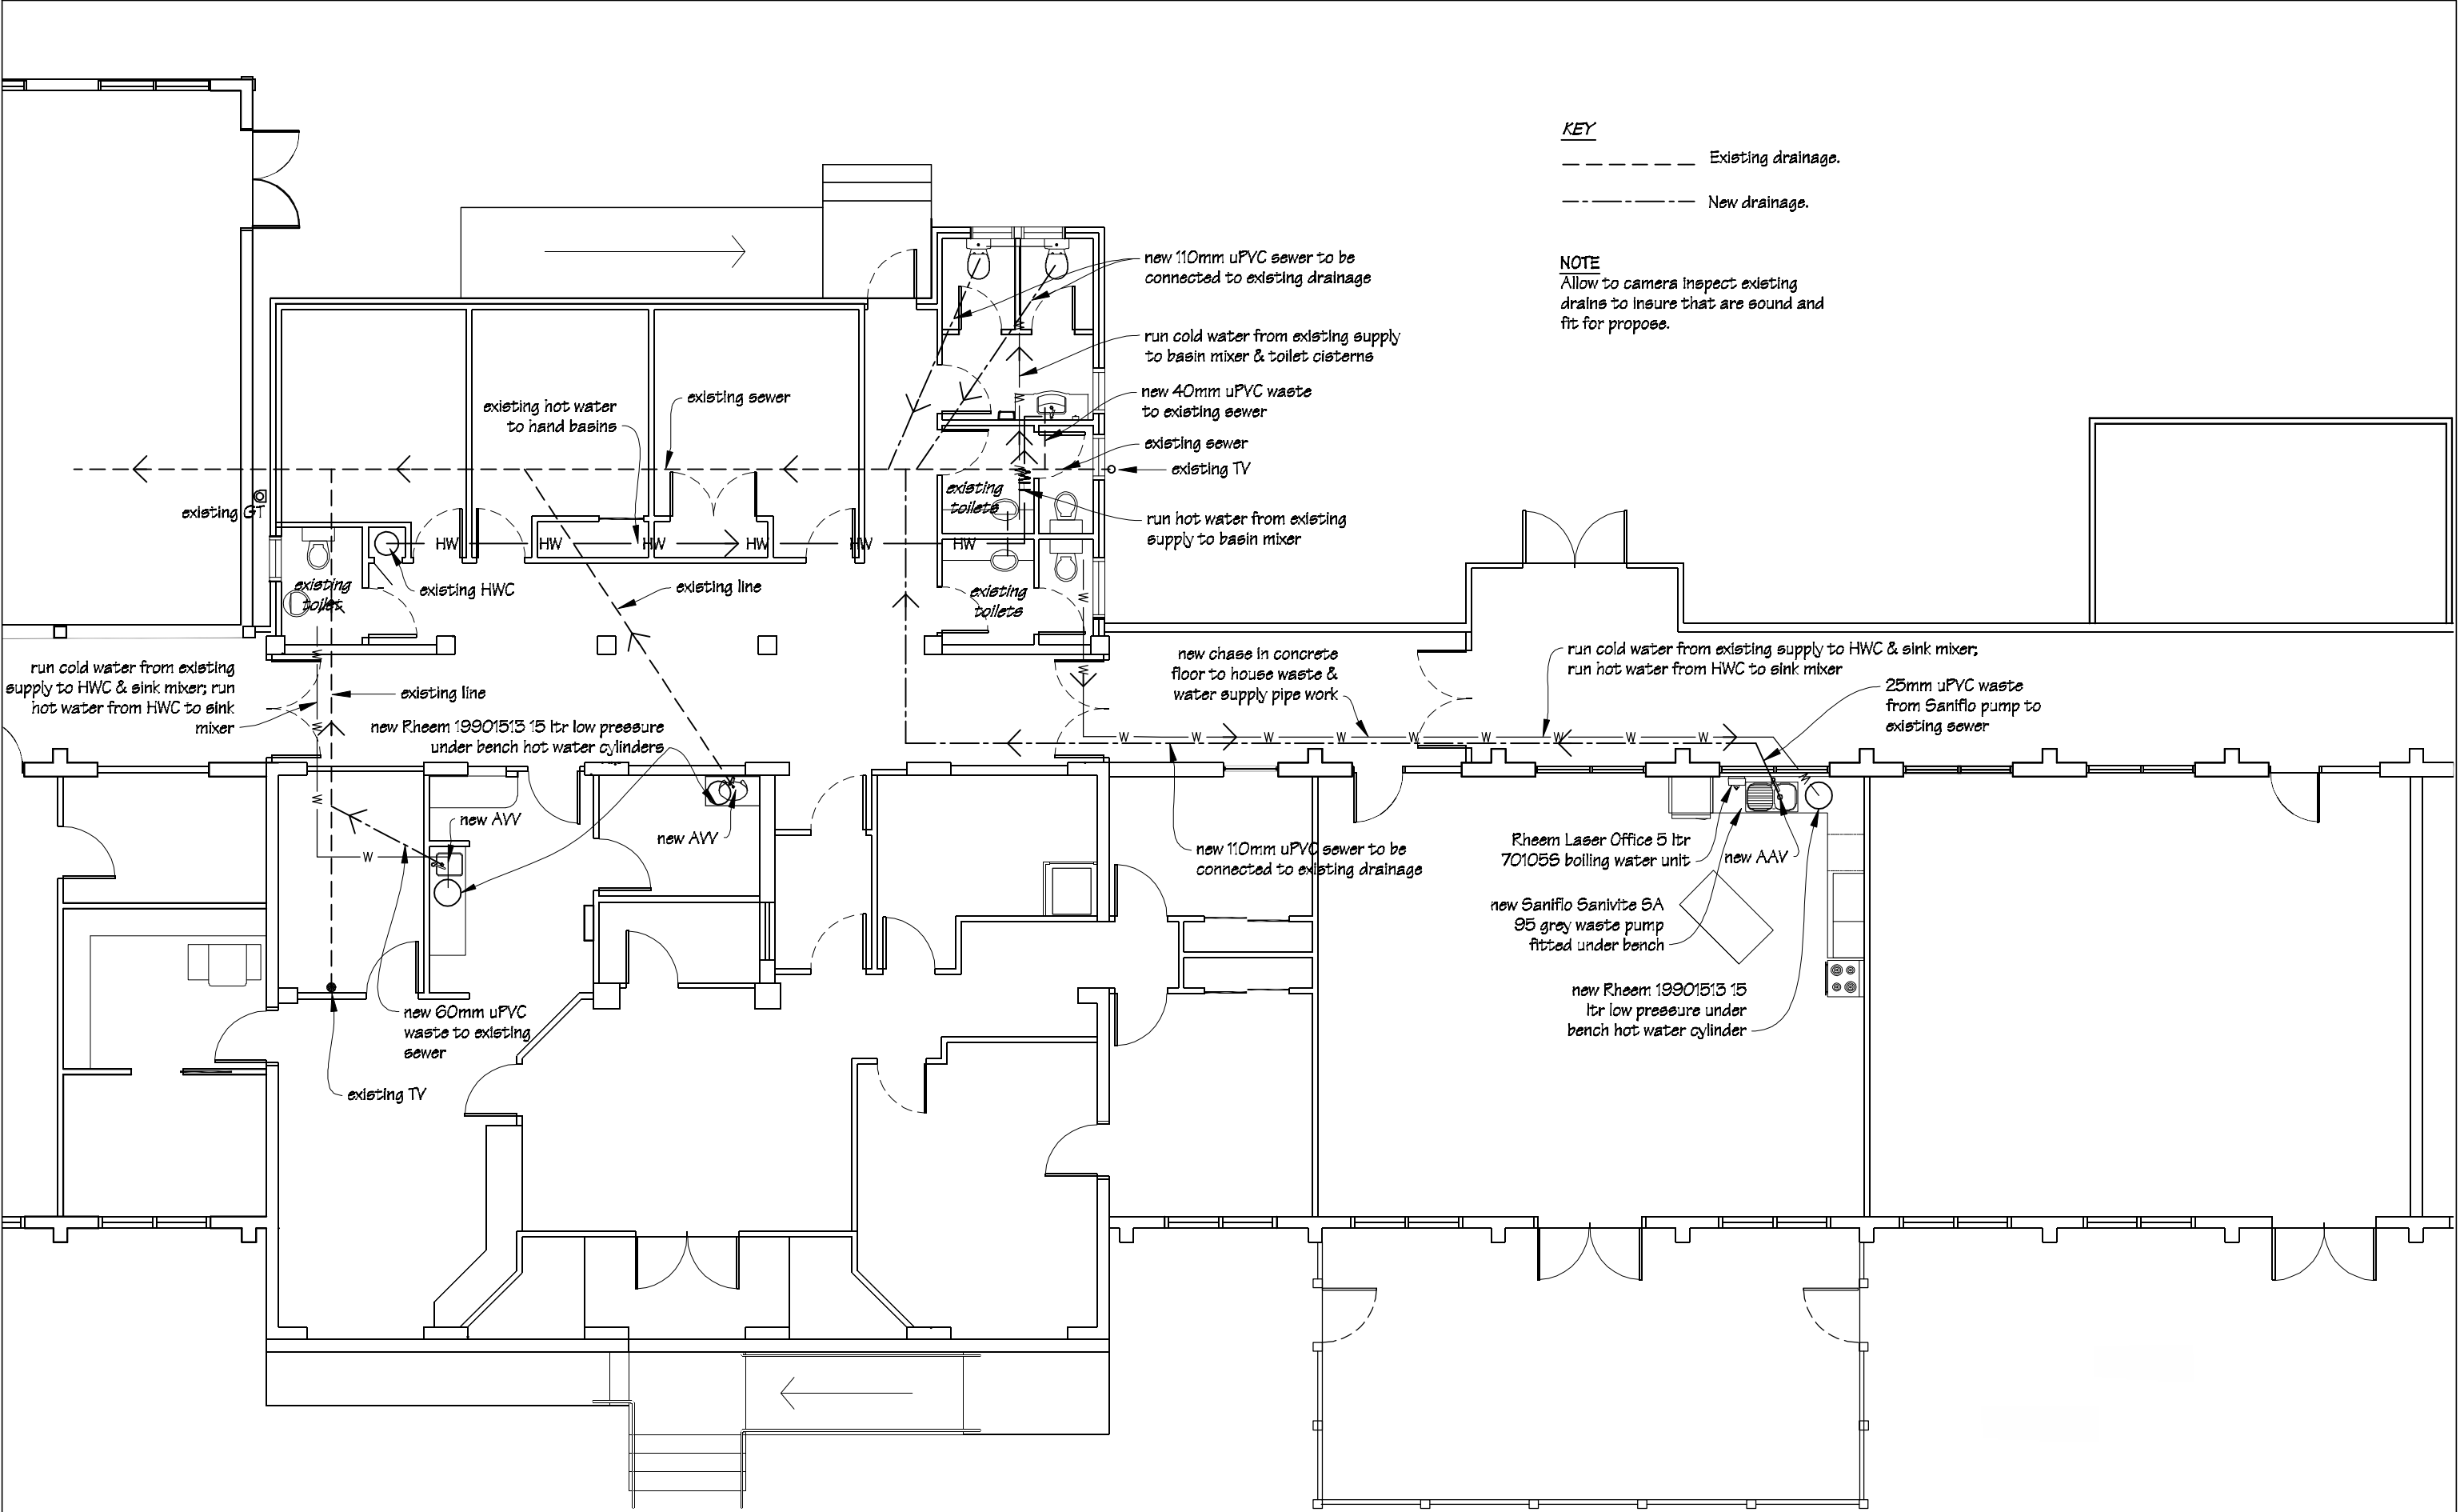 KEY
Existing drainage.
New drainage.
NOTE
Allow to camera inspect existing
drains to insure that are sound and
fit for propose.
new 110mm uPVC sewer to be
connected to existing drainage
run cold water from existing supply
to basin mixer & toilet cisterns
new 40mm uPVC waste
to existing sewer
existing sewer
existing TV
run hot water from existing
supply to basin mixer
existing hot water
to hand basins
existing sewer
existing GT
existing
toilets
HW HW HW HW HW HW
existing HWC
existing
toilet
existing line
existing
toilets
run cold water from existing
supply to HWC & sink mixer; run
hot water from HWC to sink
mixer
existing line
new Rheem 19901513 15 ltr low pressure
under bench hot water cylinders
new chase in concrete
floor to house waste &
water supply pipe work
run cold water from existing supply to HWC & sink mixer;
run hot water from HWC to sink mixer
25mm uPVC waste
from Saniflo pump to
existing sewer
W W W W W W W W W
W
W
W
W
W
W
W
W
W
W
new AVV
new AVV
W
new 110mm uPVC sewer to be
connected to existing drainage
Rheem Laser Office 5 ltr
70105S boiling water unit
new AAV
new Saniflo Sanivite SA
95 grey waste pump
fitted under bench
new Rheem 19901513 15
ltr low pressure under
bench hot water cylinder
new 60mm uPVC
waste to existing
sewer
existing TV